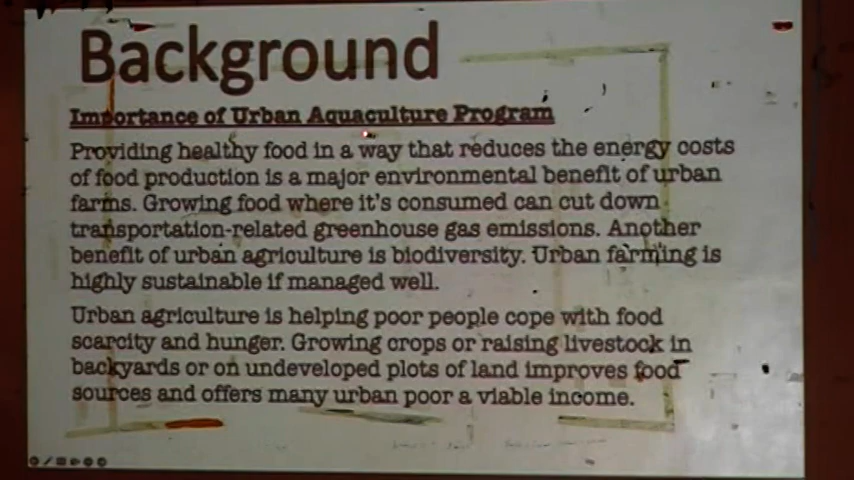 Background
Importance of Urban Aquaculture Program
Providing healthy food in a way that reduces the energy costs
of food production is a major environmental benefit of urban
farms. Growing food where it's consumed can cut down
transportation-related greenhouse gas emissions. Another
benefit of urban agriculture is biodiversity. Urban farming is
highly sustainable if managed well.
Urban agriculture is helping poor people cope with food
scarcity and hunger. Growing crops or raising livestock in
backyards or on undeveloped plots of land improves food
sources and offers many urban poor a viable income.